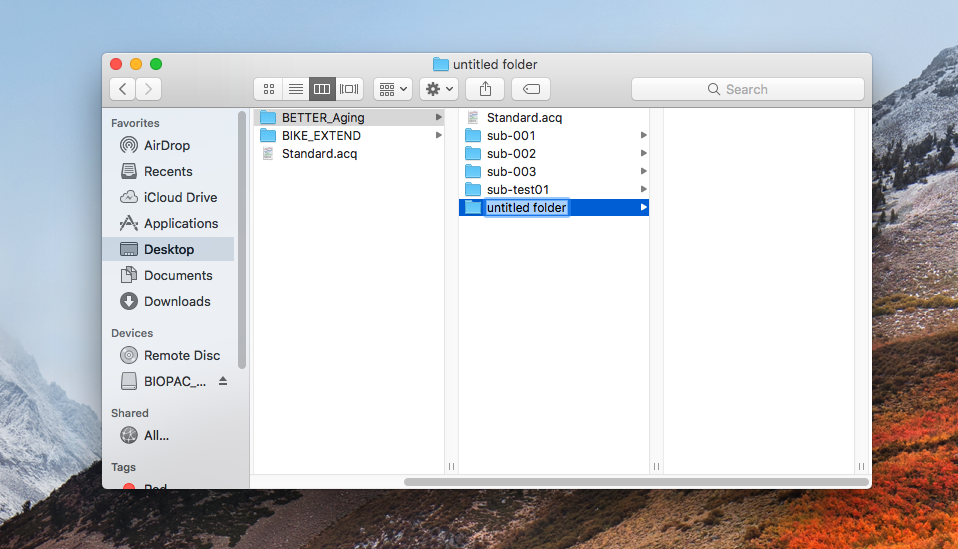 untitled folder
Search
Favorites
AirDrop
Recents
iCloud Drive
Applications
Desktop
Documents
Downloads
Devices
Remote Disc
BIOPAC_...
Shared
All...
Tags
Red
BETTER_Aging
BIKE_EXTEND
Standard.acq
Standard.acq
sub-001
sub-002
sub-003
sub-test01
untitled folder